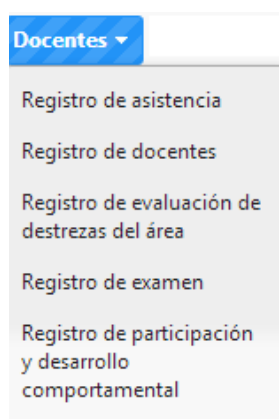 Docentes
Registro de asistencia
Registro de docentes
Registro de evaluación de
destrezas del área
Registro de examen
Registro de participación
y desarrollo
comportamental